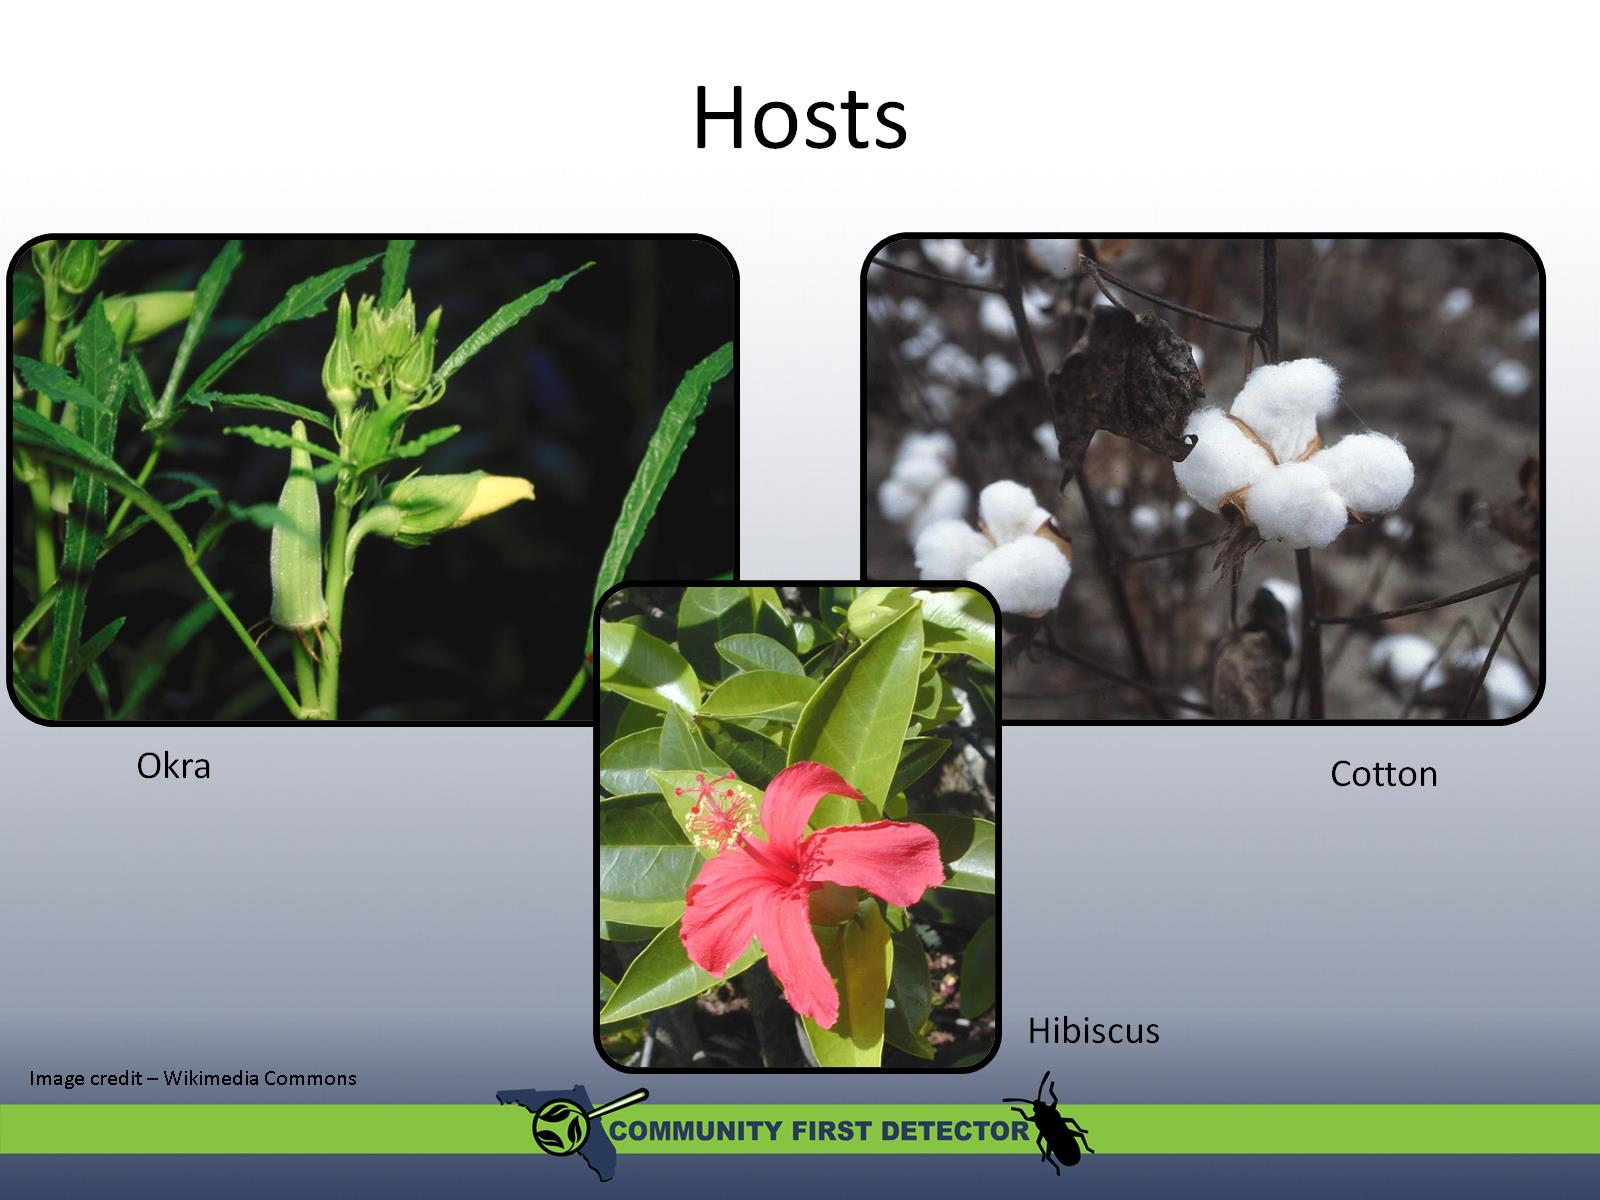 Hosts
Okra
Cotton
Hibiscus
Image credit – Wikimedia Commons
COMMUNITY FIRST DETECTOR